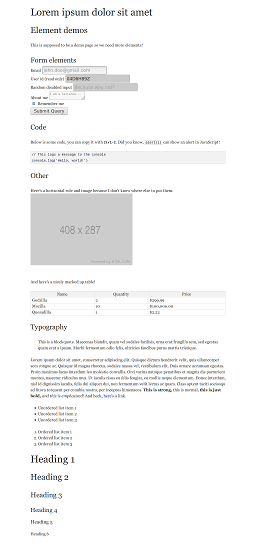 Lorem ipsum dolor sit amet
Element demos
This is supposed to be a demo page so we need more elements!
Form elements
Email john.doe@gmail.com
User id (read only) G4D6H89Z
Random disabled input
About me I am a human...
Remember me
Submit Query
Code
Below is some code, you can copy it with Ctrl-C. Did you know, alert(1) can show an alert in JavaScript!
// This logs a message to the console
console.log('Hello, world!')
Other
Here's a horizontal rule and image because I don't know where else to put them
408 x 287
And here's a nicely marked up table!
Name Quantity Price
Godzilla 2 $299.99
Mozilla 10 $100,000.00
Quesadilla 1 $2.22
Typography
This is a blockquote. Maecenas blandit, quam vel sodales facilisis, urna erat fringilla sem, sed egestas
quam erat a ipsum. Morbi fermentum odio felis, ultricies faucibus purus mattis tristique.
Lorem ipsum dolor sit amet, consectetur adipiscing elit. Quisque dictum hendrerit velit, quis ullamcorper
sem congue ac. Quisque id magna rhoncus, sodales massa vel, vestibulum elit. Duis ornare accumsan egestas.
Proin maximus lacus interdum leo molestie convallis. Orci varius natoque penatibus et magnis dis parturient
montes, nascetur ridiculus mus. Ut iaculis risus eu felis feugiat, eu mollis neque elementum. Donec interdum,
nisl id dignissim iaculis, felis dui aliquet dui, non fermentum velit lectus ac quam. Class aptent taciti sociosqu
ad litora torquent per conubia nostra, per inceptos himenaeos. This is strong, this is normal, this is just
bold, and this is emphasized! And heck, here's a link.
Unordered list item 1
Unordered list item 2
Unordered list item 3
1. Ordered list item 1
2. Ordered list item 2
3. Ordered list item 3
Heading 1
Heading 2
Heading 3
Heading 4
Heading 5
Heading 6